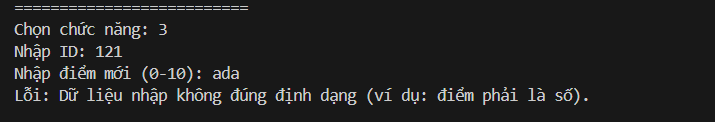 ==========================
Chọn chức năng: 3
Nhập ID: 121
Nhập điểm mới (0-10): ada
Lỗi: Dữ liệu nhập không đúng định dạng (ví dụ: điểm phải là số).